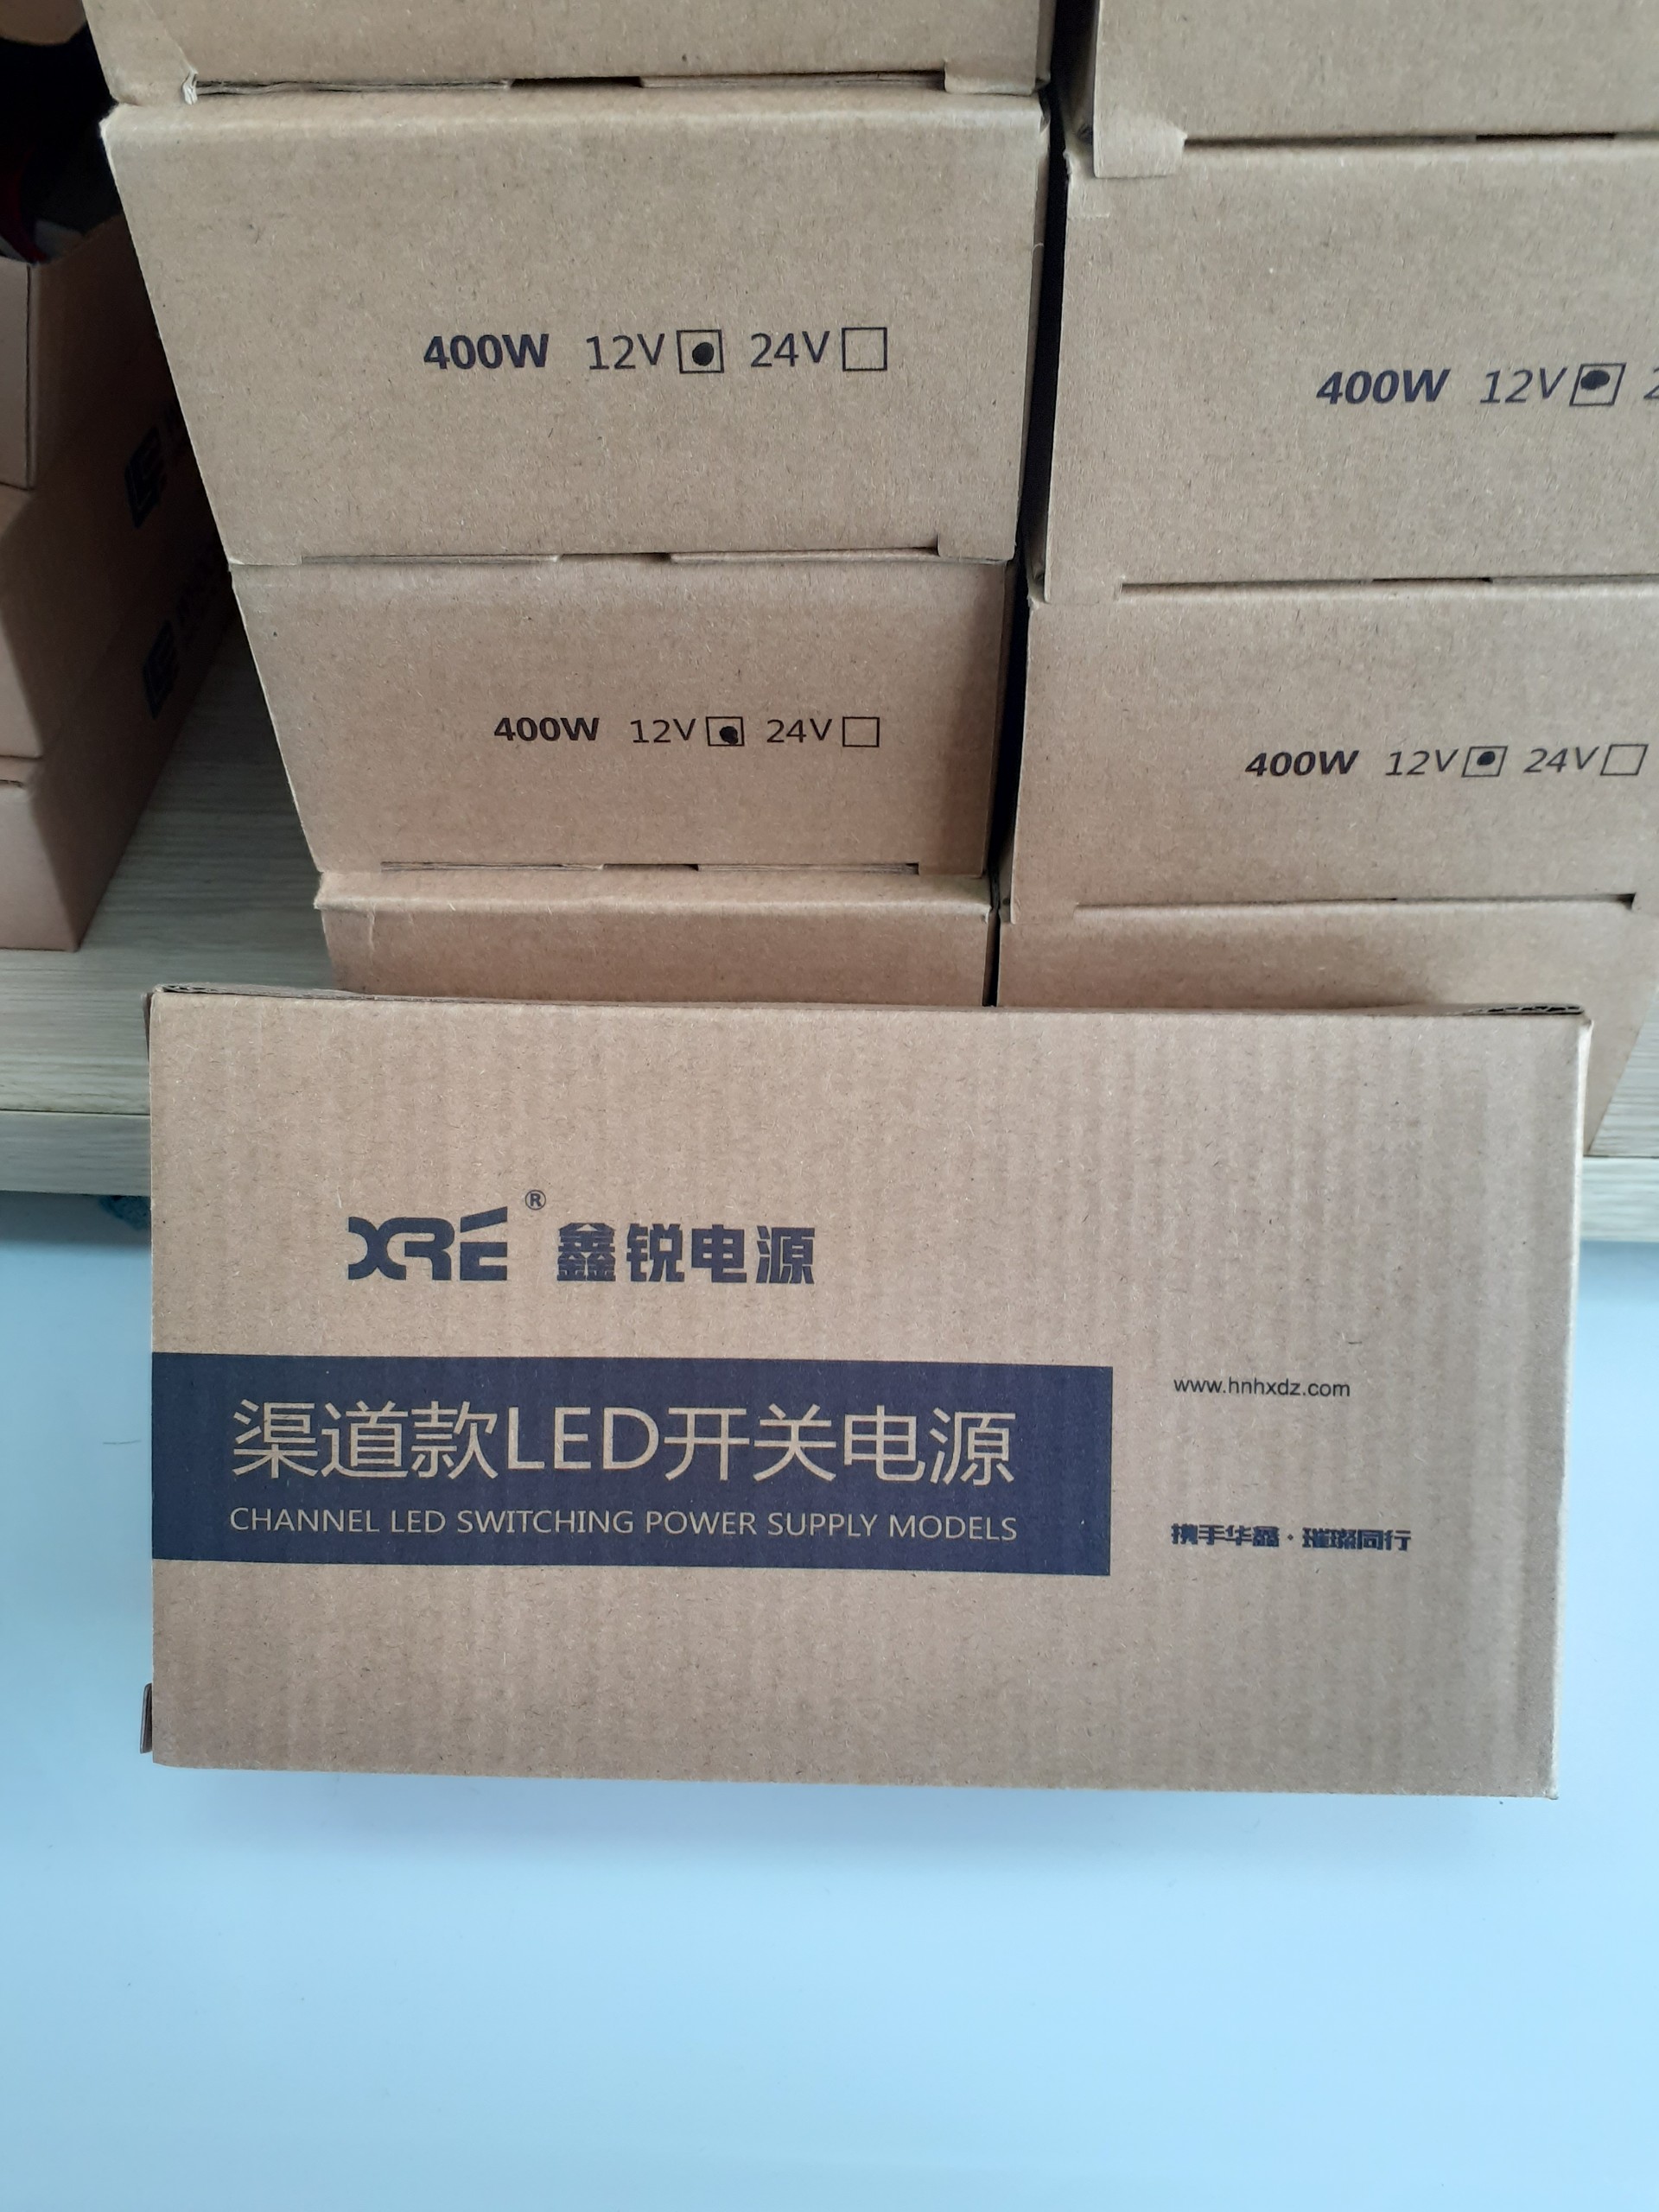 400W 12V 24V
400W 12V
400W 12V 24V
400W 12V 24V
XRE® 鑫锐电源
渠道款LED开关电源
CHANNEL LED SWITCHING POWER SUPPLY MODELS
www.hnhxdz.com
携手华鑫·璀璨同行